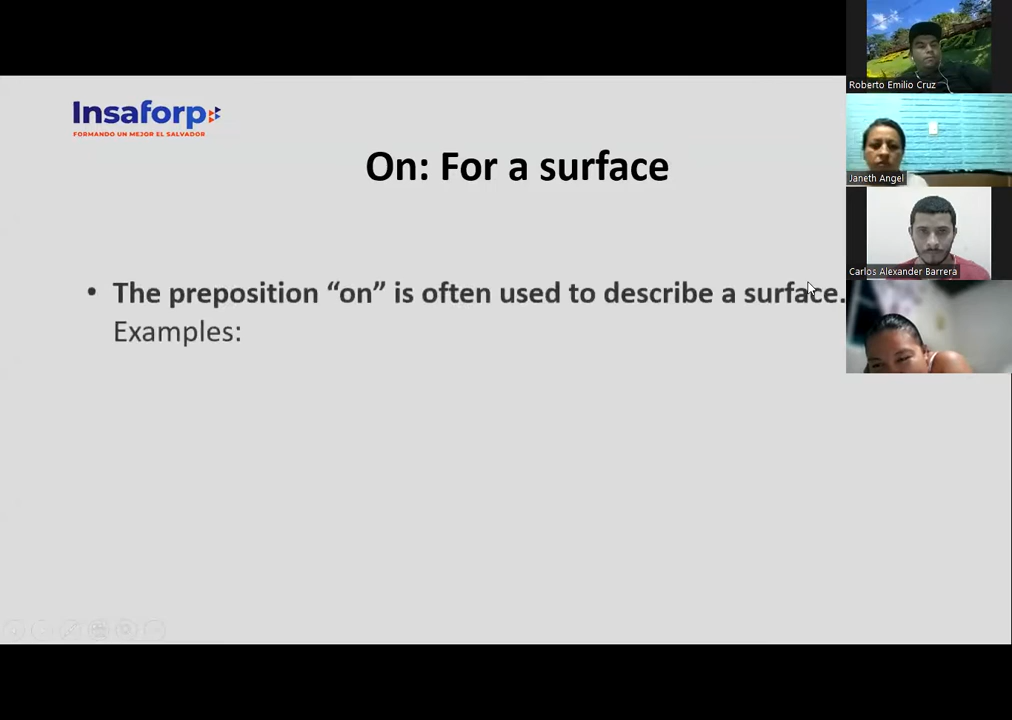 Insaforp
FORMANDO UN MEJOR EL SALVADOR
On: For a surface
• The preposition “on” is often used to describe a surface.
Examples:
Roberto Emilio Cruz
Janeth Angel
Carlos Alexander Barrera